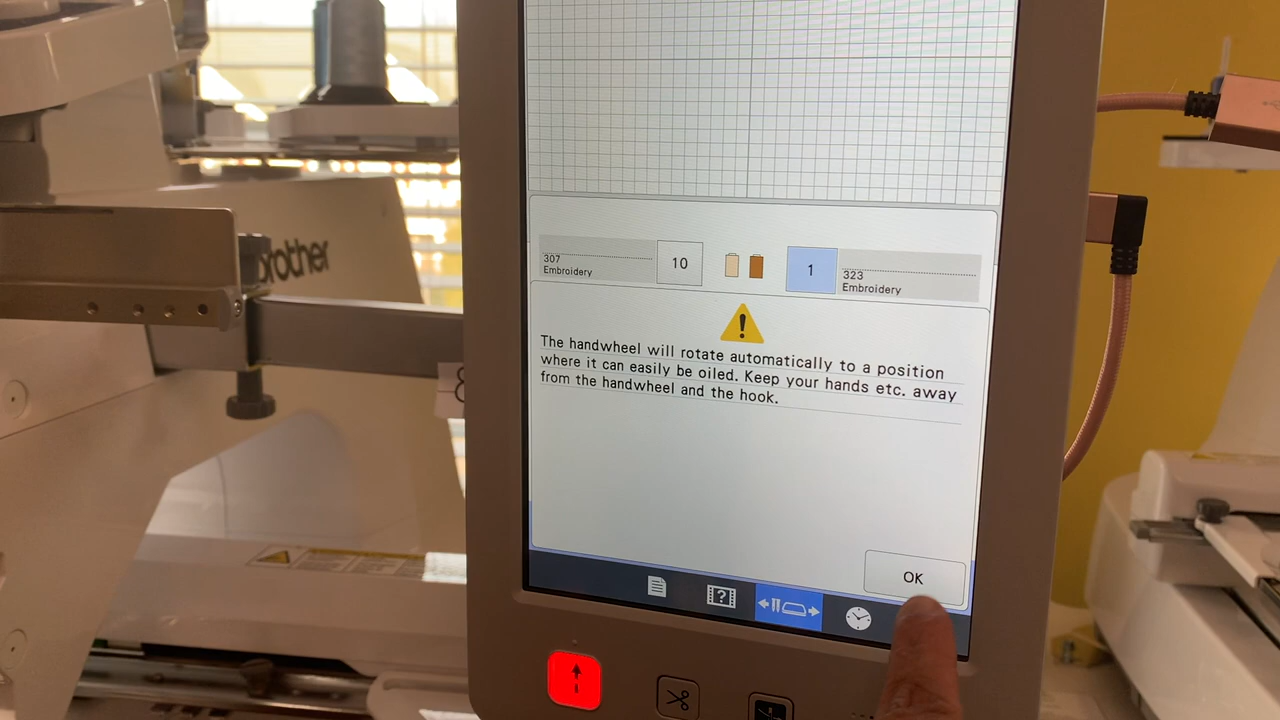 brother
307
Embroidery
10
1
323
Embroidery
The handwheel will rotate automatically to a position
where it can easily be oiled. Keep your hands etc. away
from the handwheel and the hook.
OK